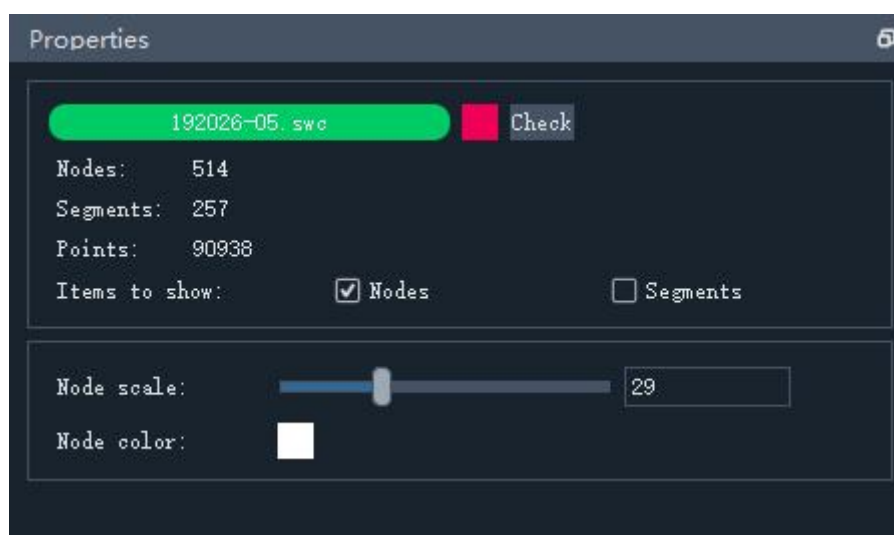 Properties
192026-05.swc Check
Nodes: 514
Segments: 257
Points: 90938
Items to show: Nodes Segments
Node scale: 29
Node color: